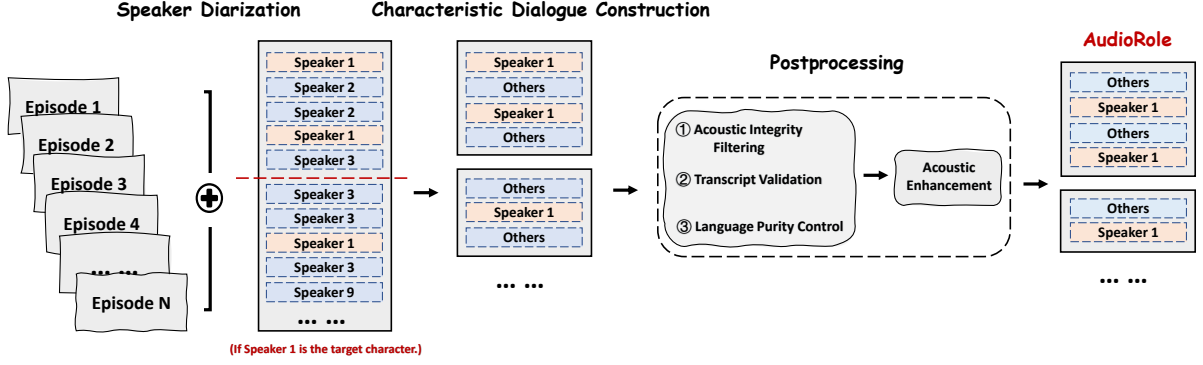 Speaker Diarization
Characteristic Dialogue Construction
Episode 1
Episode 2
Episode 3
Episode 4
... ...
Episode N
Speaker 1
Speaker 2
Speaker 2
Speaker 1
Speaker 3
Speaker 3
Speaker 3
Speaker 1
Speaker 3
Speaker 9
... ...
(If Speaker 1 is the target character.)
Speaker 1
Others
Speaker 1
Others
Others
Speaker 1
Others
... ...
Postprocessing
① Acoustic Integrity
Filtering
② Transcript Validation
③ Language Purity Control
Acoustic
Enhancement
AudioRole
Others
Speaker 1
Others
Speaker 1
Others
Speaker 1
... ...